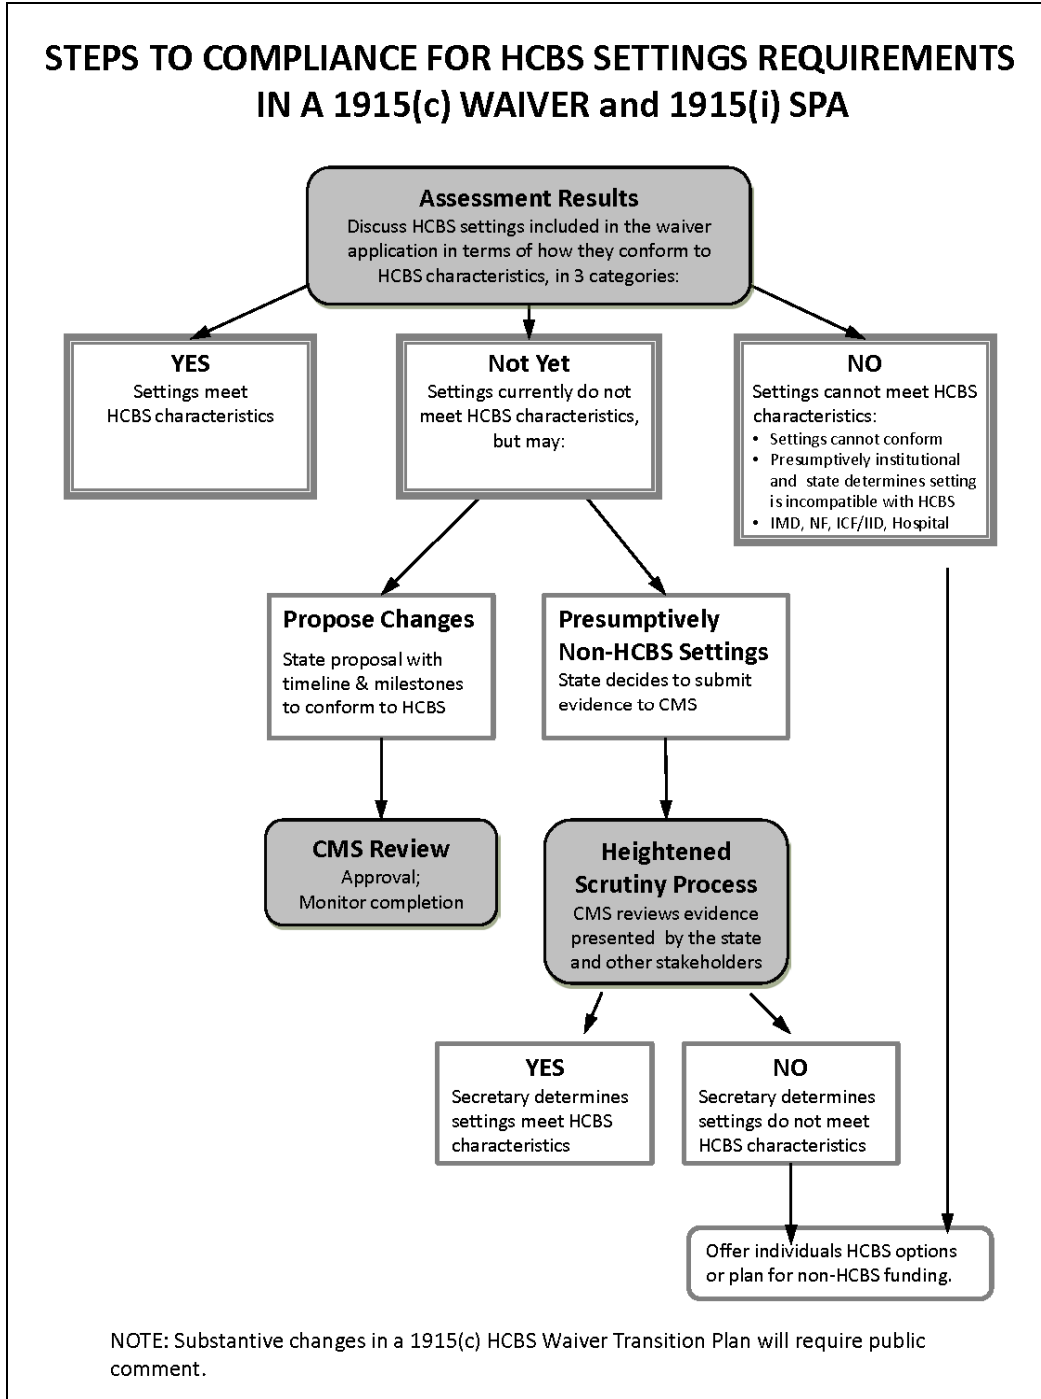 STEPS TO COMPLIANCE FOR HCBS SETTINGS REQUIREMENTS
IN A 1915(c) WAIVER and 1915(i) SPA
Assessment Results
Discuss HCBS settings included in the waiver
application in terms of how they conform to
HCBS characteristics, in 3 categories:
YES
Settings meet
HCBS characteristics
Not Yet
Settings currently do not
meet HCBS characteristics,
but may:
NO
Settings cannot meet HCBS
characteristics:
• Settings cannot conform
• Presumptively institutional
and state determines setting
is incompatible with HCBS
• IMD, NF, ICF/IID, Hospital
Propose Changes
State proposal with
timeline & milestones
to conform to HCBS
Presumptively
Non-HCBS Settings
State decides to submit
evidence to CMS
CMS Review
Approval;
Monitor completion
Heightened
Scrutiny Process
CMS reviews evidence
presented by the state
and other stakeholders
YES
Secretary determines
settings meet HCBS
characteristics
NO
Secretary determines
settings do not meet
HCBS characteristics
Offer individuals HCBS options
or plan for non-HCBS funding.
NOTE: Substantive changes in a 1915(c) HCBS Waiver Transition Plan will require public
comment.